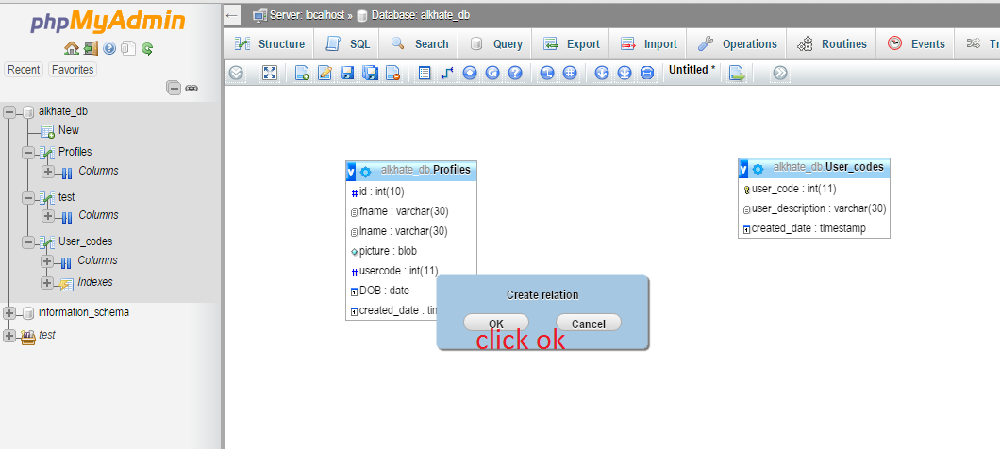 phpMyAdmin
Recent Favorites
alkhate_db
New
Profiles
Columns
test
Columns
User_codes
Columns
Indexes
information_schema
test
← Server: localhost » Database: alkhate_db
Structure SQL Search Query Export Import Operations Routines Events Tr
Untitled *
v alkhate_db.Profiles
id : int(10)
fname : varchar(30)
lname : varchar(30)
picture : blob
usercode : int(11)
DOB : date
created_date : tim
v alkhate_db.User_codes
user_code : int(11)
user_description : varchar(30)
created_date : timestamp
Create relation
OK Cancel
click ok